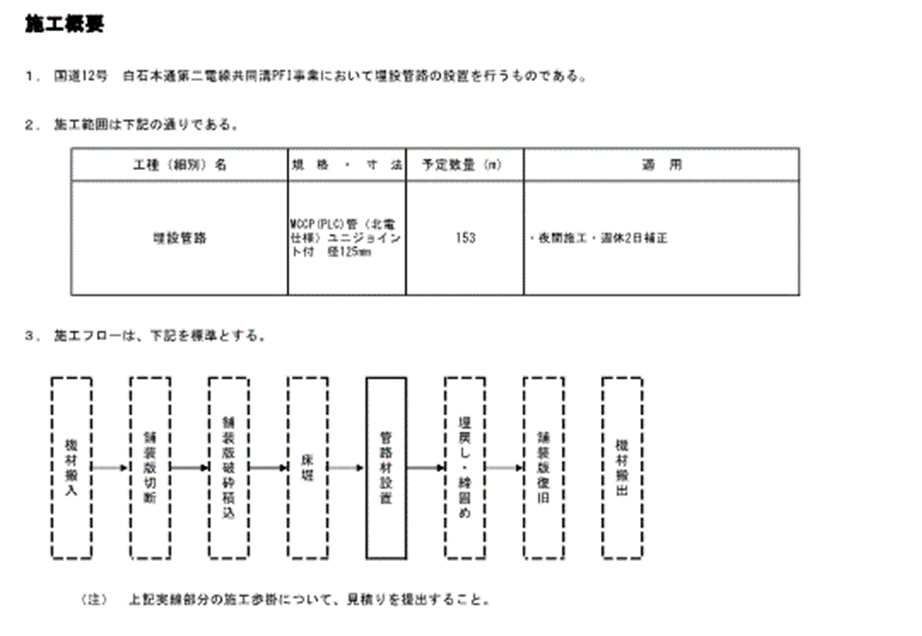 施工概要
1. 国道12号　白石本通第二電線共同溝PFI事業において埋設管路の設置を行うものである。
2. 施工範囲は下記の通りである。
工種（細別）名　規格・寸法　予定数量（m）　適用
埋設管路　MCCP(PLC)管（北電仕様）ユニジョイント付　径125mm　153　・夜間施工・週休2日補正
3. 施工フローは、下記を標準とする。
機材搬入
舗装版切断
舗装版破砕積込
床堀
管路材設置
埋戻し・締固め
舗装版復旧
機材搬出
（注）　上記実線部分の施工歩掛について、見積りを提出すること。